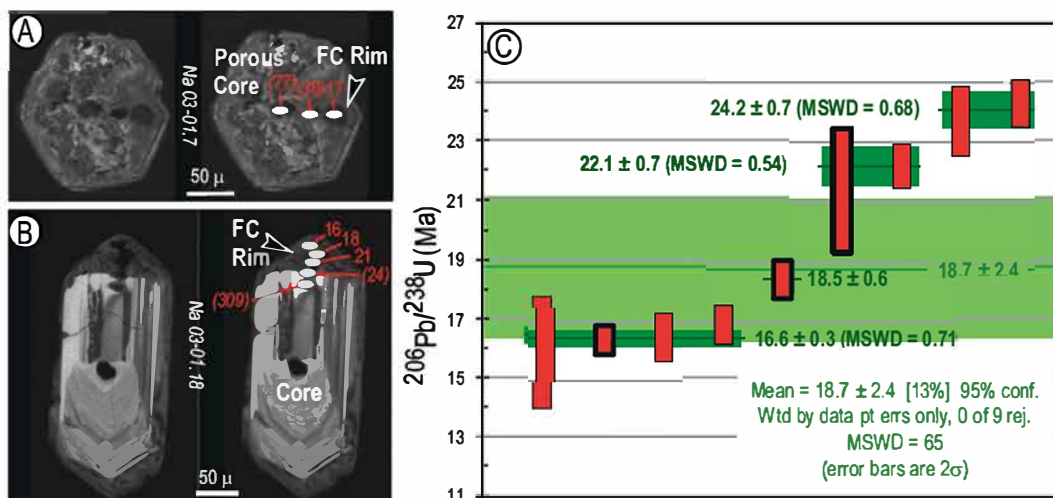 A
Porous
Core
FC Rim
(77)
17
Na 03-01.7
50 µ
B
FC
Rim
16
18
21
(24)
(309)
Na 03-01.18
Core
50 µ
C
206Pb/238U (Ma)
27
25
23
21
19
17
15
13
11
24.2 ± 0.7 (MSWD = 0.68)
22.1 ± 0.7 (MSWD = 0.54)
18.7 ± 2.4
18.5 ± 0.6
16.6 ± 0.3 (MSWD = 0.71
Mean = 18.7 ± 2.4 [13%] 95% conf.
Wtd by data pt errs only, 0 of 9 rej.
MSWD = 65
(error bars are 2σ)